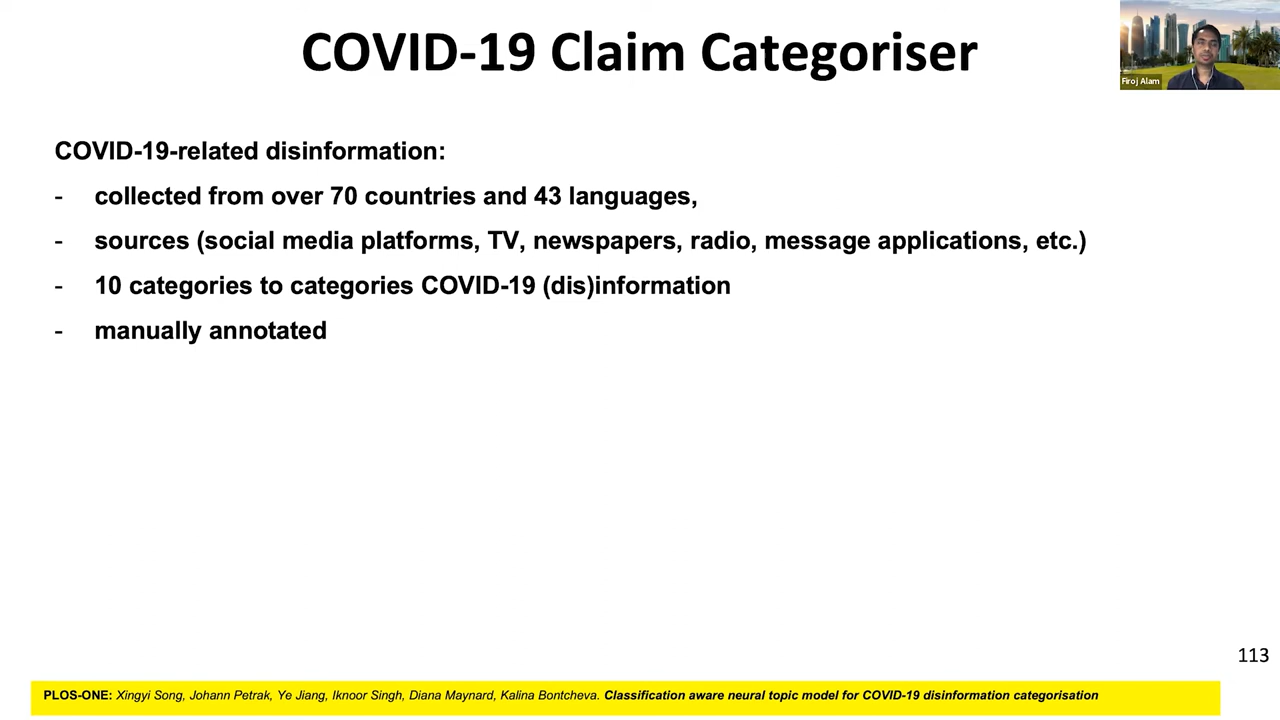 COVID-19 Claim Categoriser
Firoj Alam
COVID-19-related disinformation:
- collected from over 70 countries and 43 languages,
- sources (social media platforms, TV, newspapers, radio, message applications, etc.)
- 10 categories to categories COVID-19 (dis)information
- manually annotated
113
PLOS-ONE: Xingyi Song, Johann Petrak, Ye Jiang, Iknoor Singh, Diana Maynard, Kalina Bontcheva. Classification aware neural topic model for COVID-19 disinformation categorisation